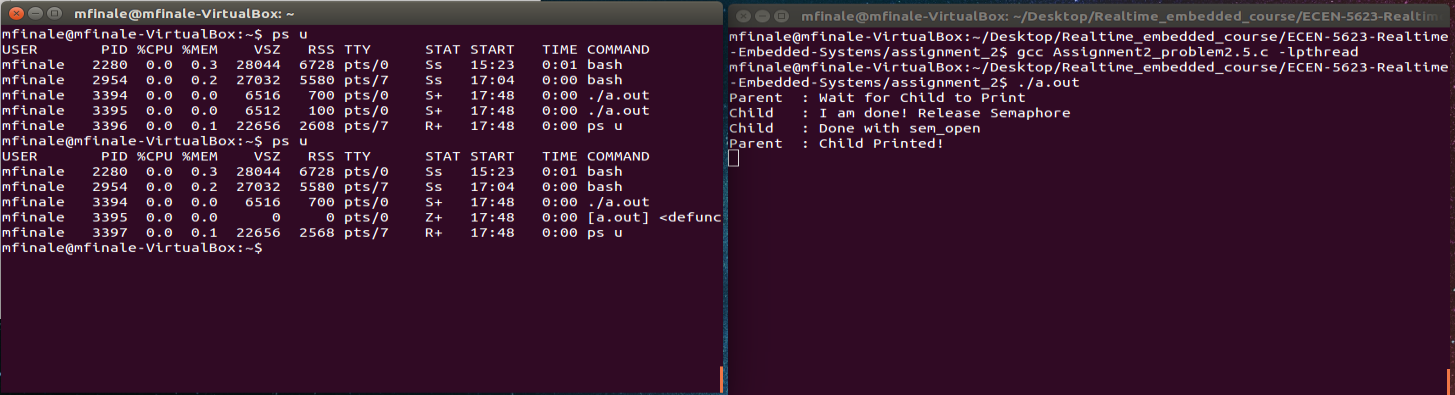 mfinale@mfinale-VirtualBox: ~
mfinale@mfinale-VirtualBox:~$ ps u
USER PID %CPU %MEM VSZ RSS TTY STAT START TIME COMMAND
mfinale 2280 0.0 0.3 28044 6728 pts/0 Ss 15:23 0:01 bash
mfinale 2954 0.0 0.2 27032 5580 pts/7 Ss 17:04 0:00 bash
mfinale 3394 0.0 0.0 6516 700 pts/0 S+ 17:48 0:00 ./a.out
mfinale 3395 0.0 0.0 6512 100 pts/0 S+ 17:48 0:00 ./a.out
mfinale 3396 0.0 0.1 22656 2608 pts/7 R+ 17:48 0:00 ps u
mfinale@mfinale-VirtualBox:~$ ps u
USER PID %CPU %MEM VSZ RSS TTY STAT START TIME COMMAND
mfinale 2280 0.0 0.3 28044 6728 pts/0 Ss 15:23 0:01 bash
mfinale 2954 0.0 0.2 27032 5580 pts/7 Ss 17:04 0:00 bash
mfinale 3394 0.0 0.0 6516 700 pts/0 S+ 17:48 0:00 ./a.out
mfinale 3395 0.0 0.0 0 0 pts/0 Z+ 17:48 0:00 [a.out] <defunc
mfinale 3397 0.0 0.1 22656 2568 pts/7 R+ 17:48 0:00 ps u
mfinale@mfinale-VirtualBox:~$
mfinale@mfinale-VirtualBox: ~/Desktop/Realtime_embedded_course/ECEN-5623-Realtim
mfinale@mfinale-VirtualBox:~/Desktop/Realtime_embedded_course/ECEN-5623-Realtime
-Embedded-Systems/assignment_2$ gcc Assignment2_problem2.5.c -lpthread
mfinale@mfinale-VirtualBox:~/Desktop/Realtime_embedded_course/ECEN-5623-Realtime
-Embedded-Systems/assignment_2$ ./a.out
Parent : Wait for Child to Print
Child : I am done! Release Semaphore
Child : Done with sem_open
Parent : Child Printed!